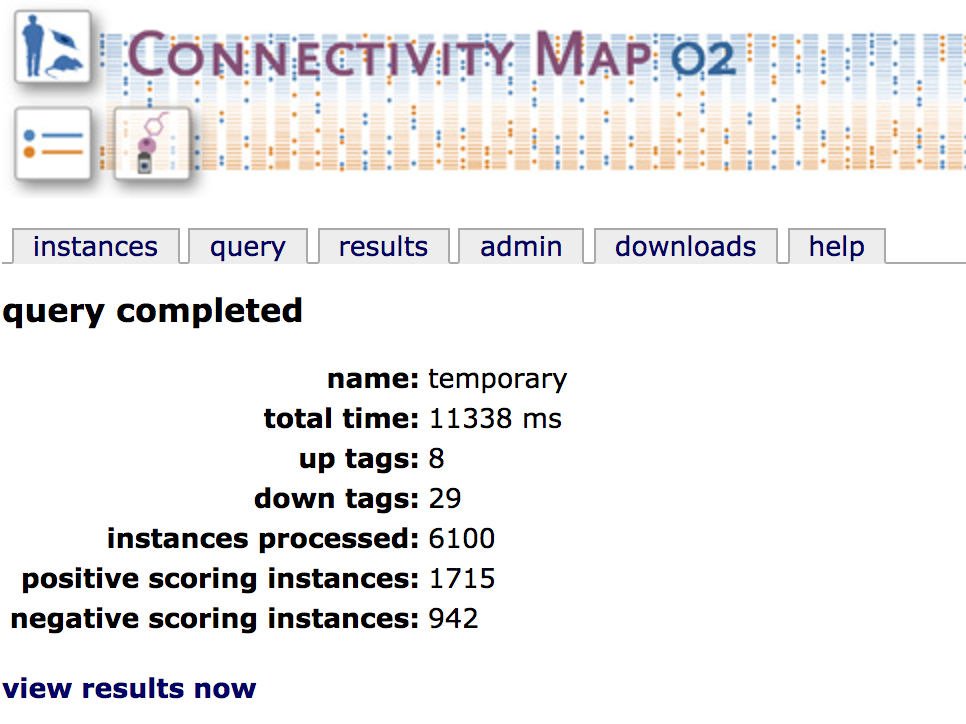 CONNECTIVITY MAP 02
instances query results admin downloads help
query completed
name: temporary
total time: 11338 ms
up tags: 8
down tags: 29
instances processed: 6100
positive scoring instances: 1715
negative scoring instances: 942
view results now